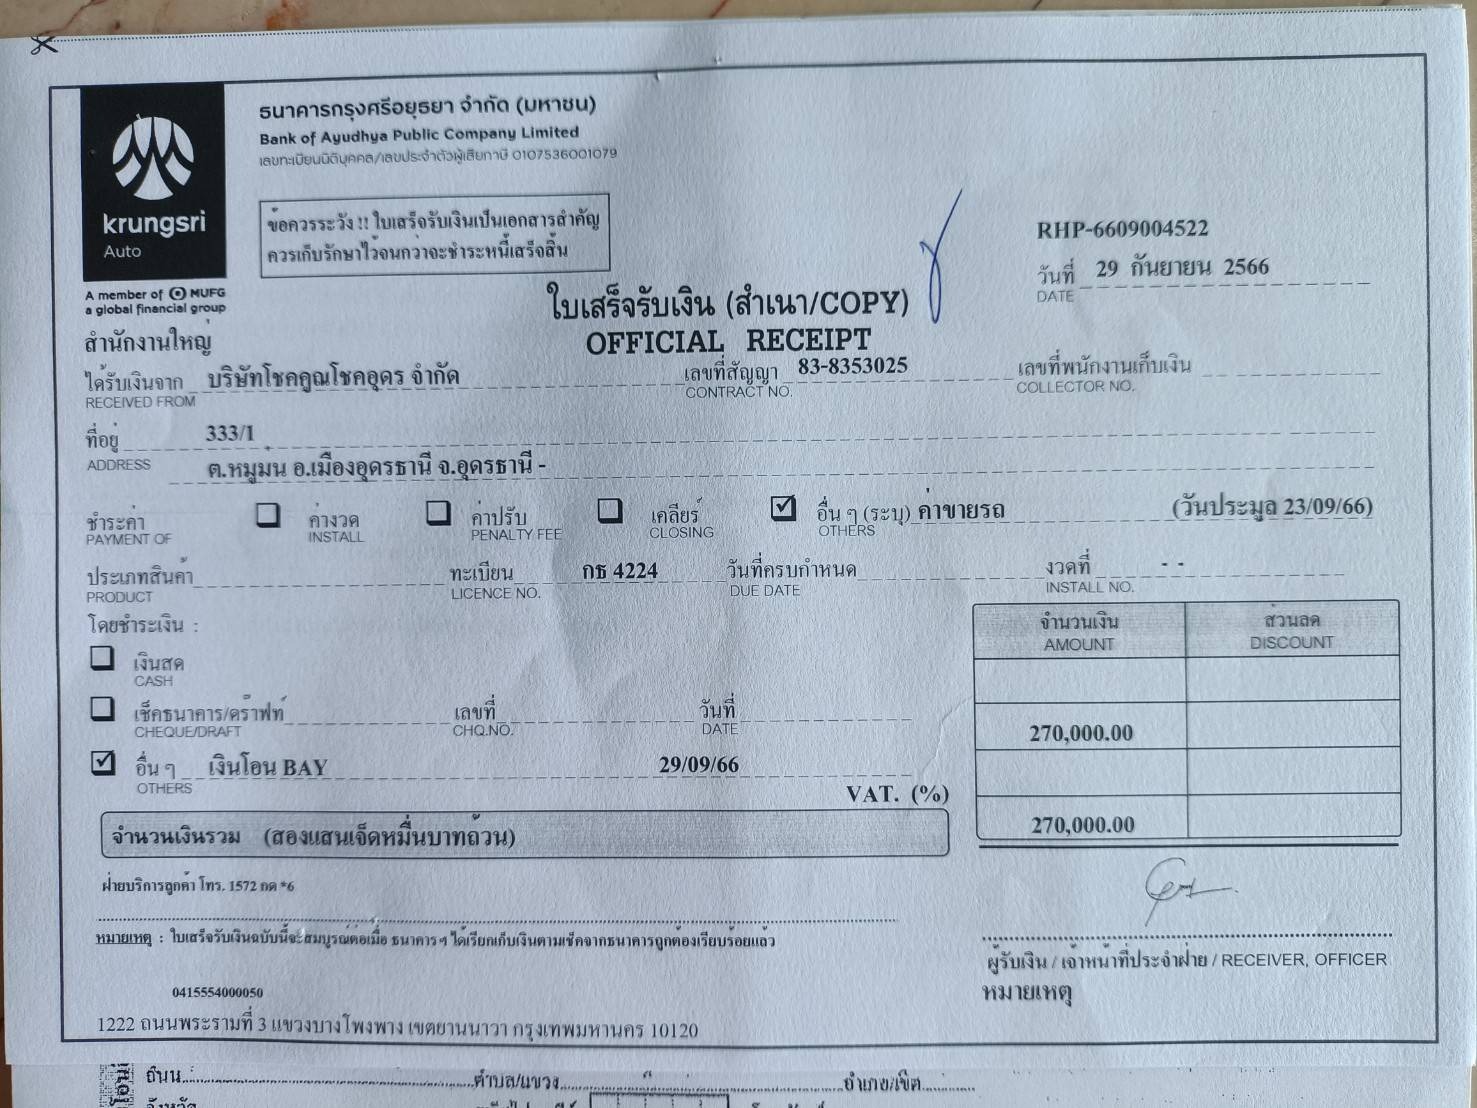 ธนาคารกรุงศรีอยุธยา จำกัด (มหาชน)
Bank of Ayudhya Public Company Limited
เลขทะเบียนนิติบุคคล/เลขประจำตัวผู้เสียภาษี 0107536001079
krungsri
Auto
A member of MUFG
a global financial group
ข้อควรระวัง !! ใบเสร็จรับเงินเป็นเอกสารสำคัญ
ควรเก็บรักษาไว้จนกว่าจะชำระหนี้เสร็จสิ้น
RHP-6609004522
วันที่ 29 กันยายน 2566
DATE
ใบเสร็จรับเงิน (สำเนา/COPY)
OFFICIAL RECEIPT
สำนักงานใหญ่
ได้รับเงินจาก บริษัทโชคคูณโชคอุดร จำกัด เลขที่สัญญา 83-8353025 เลขที่พนักงานเก็บเงิน
RECEIVED FROM CONTRACT NO. COLLECTOR NO.
ที่อยู่ 333/1
ADDRESS ต.หมูมน อ.เมืองอุดรธานี จ.อุดรธานี -
ชำระค่า ค่างวด ค่าปรับ เคลียร์ อื่น ๆ (ระบุ) ค่าขายรถ (วันประมูล 23/09/66)
PAYMENT OF INSTALL PENALTY FEE CLOSING OTHERS
ประเภทสินค้า ทะเบียน กธ 4224 วันที่ครบกำหนด งวดที่ - -
PRODUCT LICENCE NO. DUE DATE INSTALL NO.
โดยชำระเงิน :
จำนวนเงิน ส่วนลด
AMOUNT DISCOUNT
เงินสด
CASH
เช็คธนาคาร/ดร๊าฟท์ เลขที่ วันที่
CHEQUE/DRAFT CHQ.NO. DATE
270,000.00
อื่น ๆ เงินโอน BAY 29/09/66
OTHERS
VAT. (%)
270,000.00
จำนวนเงินรวม (สองแสนเจ็ดหมื่นบาทถ้วน)
ฝ่ายบริการลูกค้า โทร. 1572 กด *6
หมายเหตุ : ใบเสร็จรับเงินฉบับนี้จะสมบูรณ์ต่อเมื่อ ธนาคาร ฯ ได้เรียกเก็บเงินตามเช็คจากธนาคารถูกต้องเรียบร้อยแล้ว
ผู้รับเงิน / เจ้าหน้าที่ประจำฝ่าย / RECEIVER, OFFICER
หมายเหตุ
0415554000050
1222 ถนนพระรามที่ 3 แขวงบางโพงพาง เขตยานนาวา กรุงเทพมหานคร 10120
ถนน ตำบล/แขวง อำเภอ/เขต